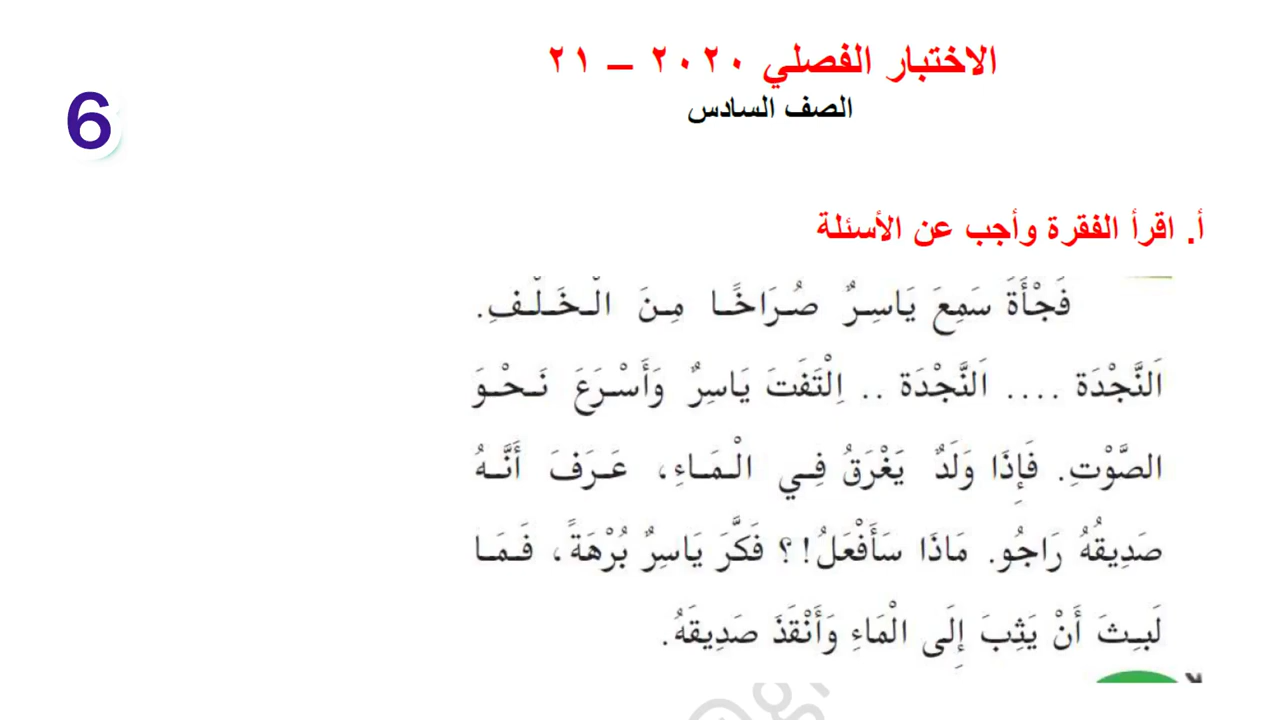 الاختبار الفصلي ٢٠٢٠ – ٢١
الصف السادس
6
أ. اقرأ الفقرة وأجب عن الأسئلة
فَجْأَةً سَمِعَ يَاسِرٌ صُرَاخًا مِنَ الْخَلْفِ.
اَلنَّجْدَة .... اَلنَّجْدَة .. اِلْتَفَتَ يَاسِرٌ وَأَسْرَعَ نَحْوَ
الصَّوْتِ. فَإِذَا وَلَدٌ يَغْرَقُ فِي الْمَاءِ، عَرَفَ أَنَّهُ
صَدِيقُهُ رَاجُو. مَاذَا سَأَفْعَلُ!؟ فَكَّرَ يَاسِرٌ بُرْهَةً، فَمَا
لَبِثَ أَنْ يَثِبَ إِلَى الْمَاءِ وَأَنْقَذَ صَدِيقَهُ.